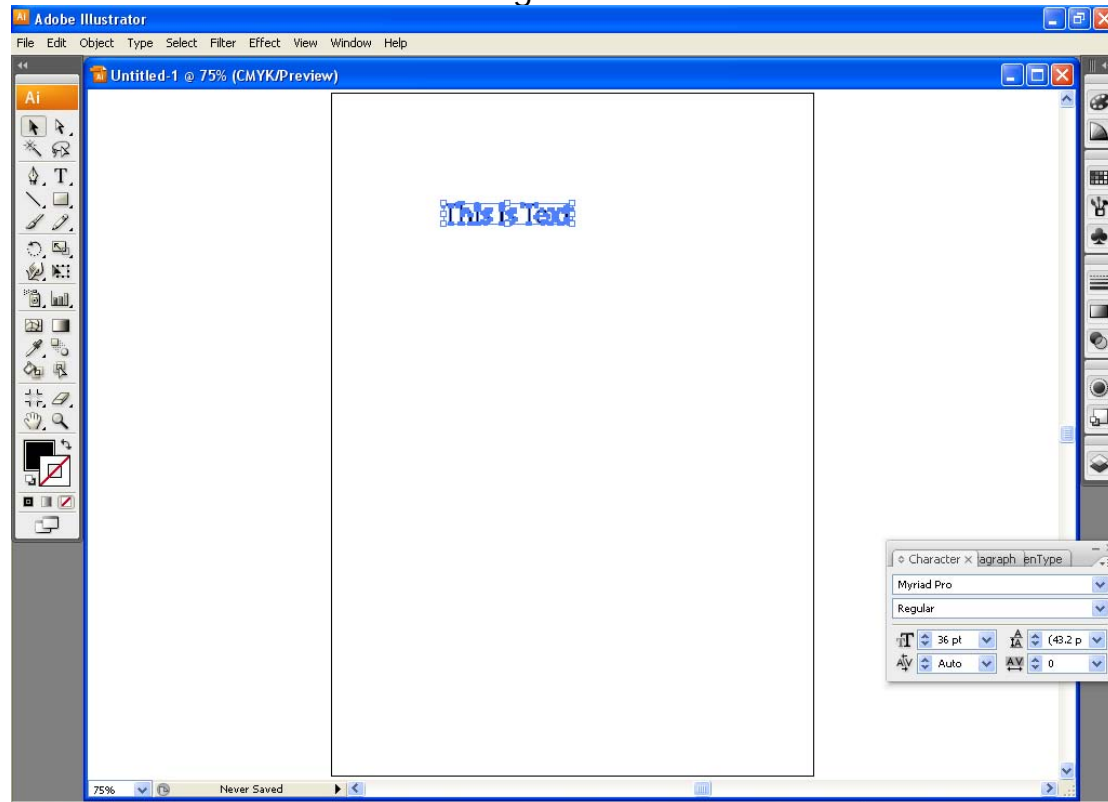 Adobe Illustrator
File Edit Object Type Select Filter Effect View Window Help
Untitled-1 @ 75% (CMYK/Preview)
Ai
T
This is Text
Character × agraph enType
Myriad Pro
Regular
36 pt (43.2 p
Auto 0
75% Never Saved